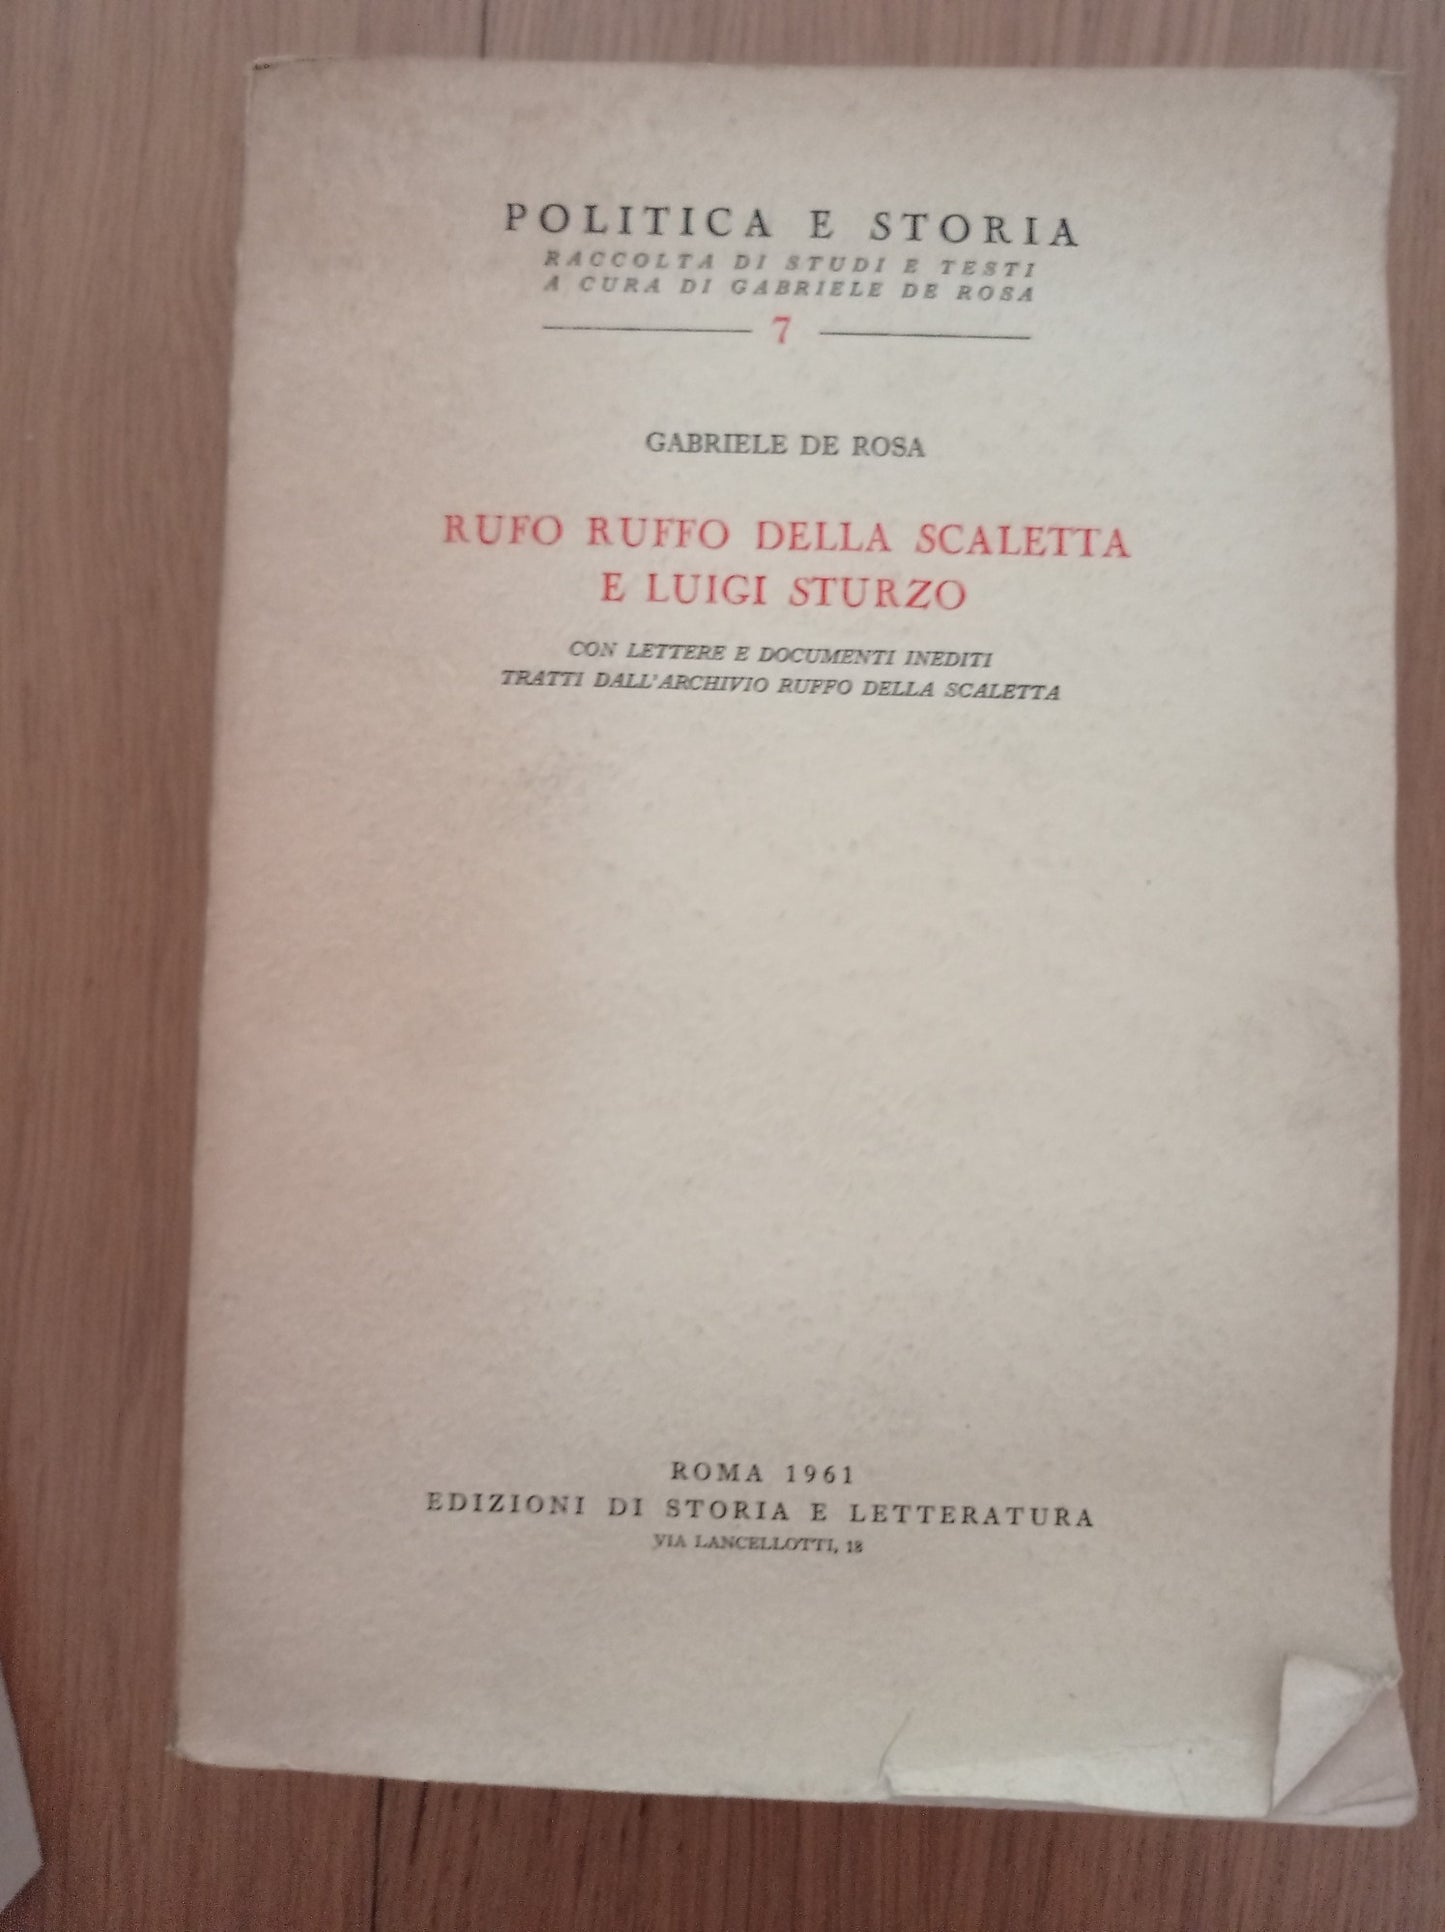 POLITICA E STORIA
RACCOLTA DI STUDI E TESTI
A CURA DI GABRIELE DE ROSA
7
GABRIELE DE ROSA
RUFO RUFFO DELLA SCALETTA
E LUIGI STURZO
CON LETTERE E DOCUMENTI INEDITI
TRATTI DALL'ARCHIVIO RUFFO DELLA SCALETTA
ROMA 1961
EDIZIONI DI STORIA E LETTERATURA
VIA LANCELLOTTI, 18